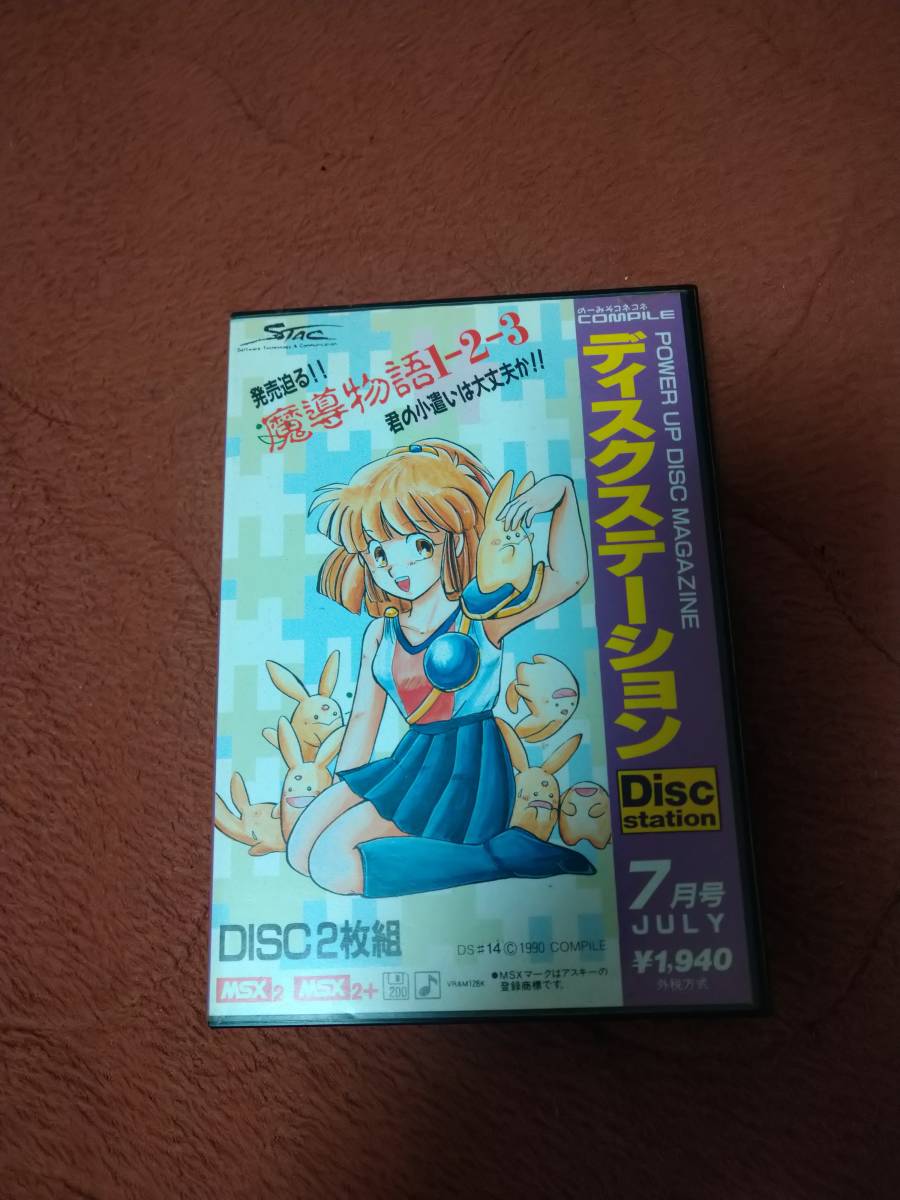 STAC
Software Technology & Communication
発売迫る!!
魔導物語1-2-3
君の小遣いは大丈夫か!!
DISC2枚組
DS♯14©1990 COMPILE
MSX2
MSX2+
200
VRAM128K
●MSXマークはアスキーの
登録商標です。
のーみそコネコネ
COMPILE
POWER UP DISC MAGAZINE
ディスクステーション
Disc
station
7月号
JULY
¥1,940
外税方式